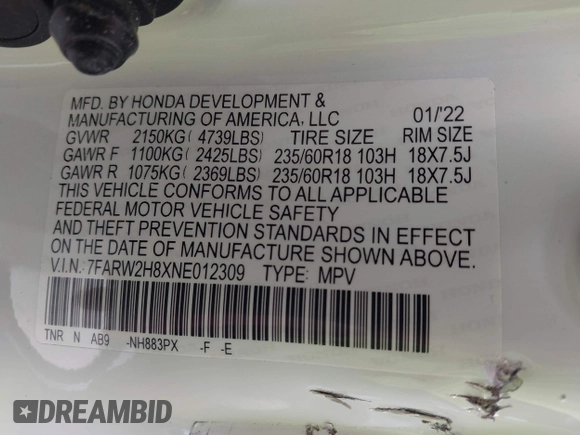 MFD. BY HONDA DEVELOPMENT &
MANUFACTURING OF AMERICA, LLC 01/'22
GVWR 2150KG( 4739LBS) TIRE SIZE RIM SIZE
GAWR F 1100KG( 2425LBS) 235/60R18 103H 18X7.5J
GAWR R 1075KG( 2369LBS) 235/60R18 103H 18X7.5J
THIS VEHICLE CONFORMS TO ALL APPLICABLE
FEDERAL MOTOR VEHICLE SAFETY
AND THEFT PREVENTION STANDARDS IN EFFECT
ON THE DATE OF MANUFACTURE SHOWN ABOVE.
V.I.N.: 7FARW2H8XNE012309 TYPE: MPV
TNR N AB9 -NH883PX -F -E
DREAMBID